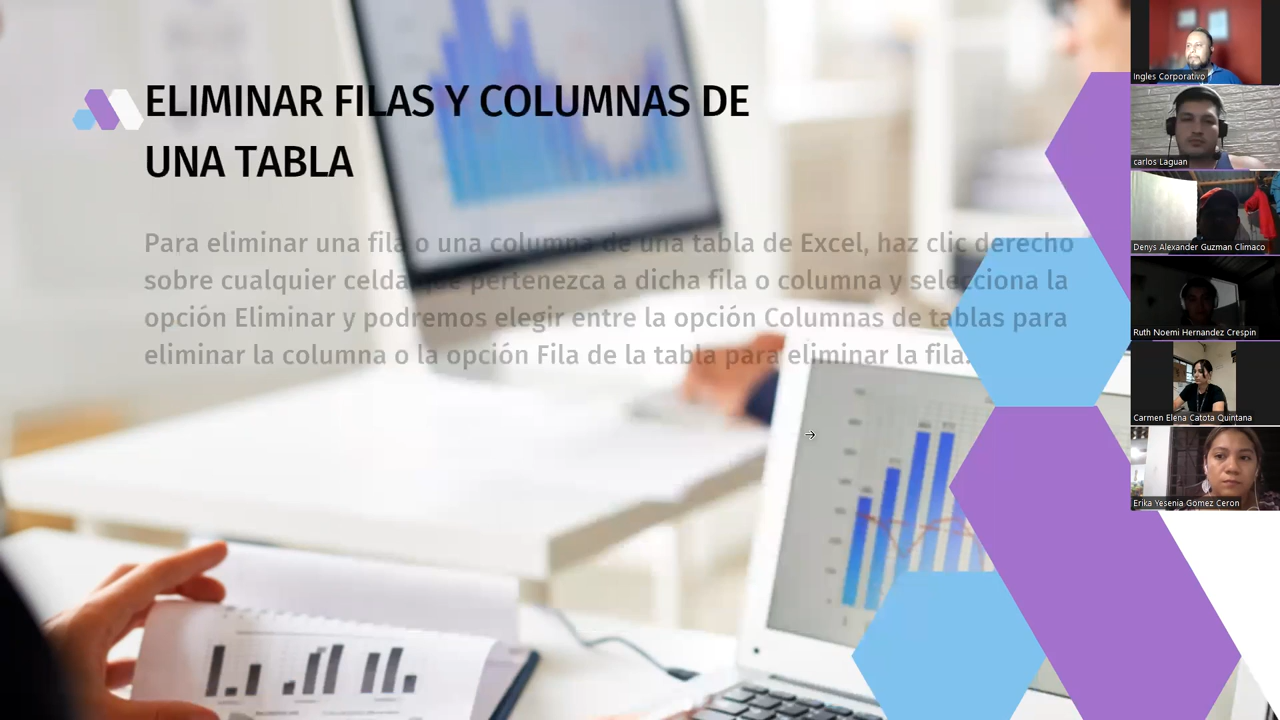 ELIMINAR FILAS Y COLUMNAS DE
UNA TABLA
Para eliminar una fila o una columna de una tabla de Excel, haz clic derecho
sobre cualquier celda que pertenezca a dicha fila o columna y selecciona la
opción Eliminar y podremos elegir entre la opción Columnas de tablas para
eliminar la columna o la opción Fila de la tabla para eliminar la fila.
Ingles Corporativo
carlos Laguan
Denys Alexander Guzman Climaco
Ruth Noemi Hernandez Crespin
Carmen Elena Catota Quintana
Erika Yesenia Gomez Ceron